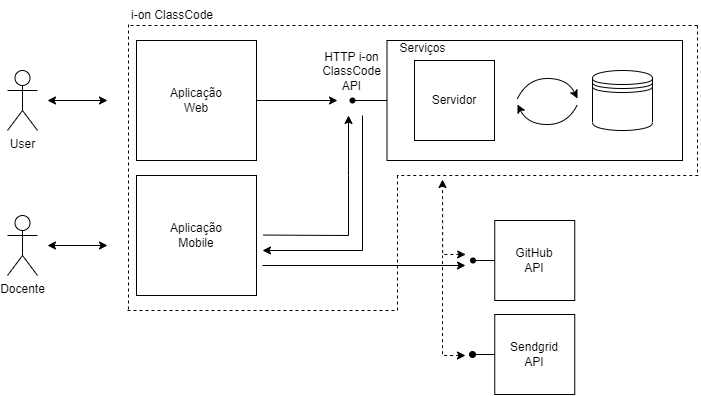 i-on ClassCode
Serviços
HTTP i-on
ClassCode
API
Aplicação
Web
Servidor
User
Aplicação
Mobile
Docente
GitHub
API
Sendgrid
API